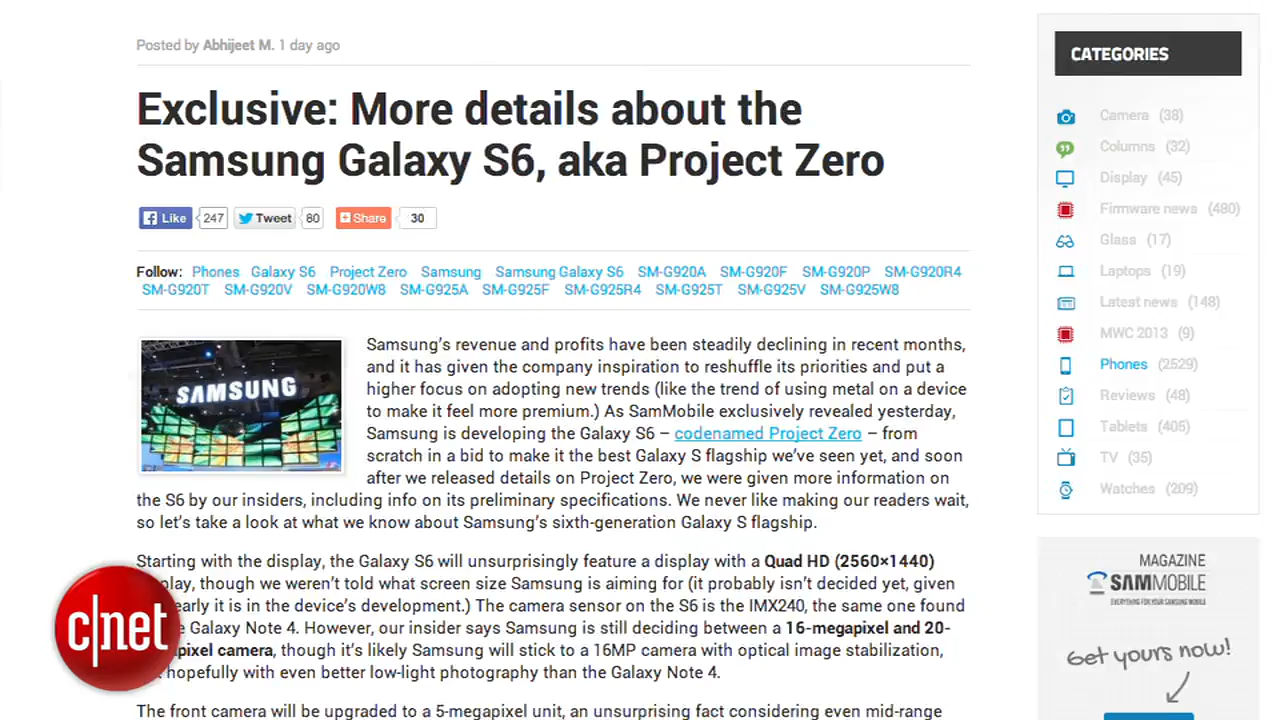 Posted by Abhijeet M. 1 day ago
Exclusive: More details about the
Samsung Galaxy S6, aka Project Zero
Like 247 Tweet 80 Share 30
Follow: Phones Galaxy S6 Project Zero Samsung Samsung Galaxy S6 SM-G920A SM-G920F SM-G920P SM-G920R4
SM-G920T SM-G920V SM-G920W8 SM-G925A SM-G925F SM-G925R4 SM-G925T SM-G925V SM-G925W8
SAMSUNG
Samsung's revenue and profits have been steadily declining in recent months,
and it has given the company inspiration to reshuffle its priorities and put a
higher focus on adopting new trends (like the trend of using metal on a device
to make it feel more premium.) As SamMobile exclusively revealed yesterday,
Samsung is developing the Galaxy S6 – codenamed Project Zero – from
scratch in a bid to make it the best Galaxy S flagship we've seen yet, and soon
after we released details on Project Zero, we were given more information on
the S6 by our insiders, including info on its preliminary specifications. We never like making our readers wait,
so let's take a look at what we know about Samsung's sixth-generation Galaxy S flagship.
Starting with the display, the Galaxy S6 will unsurprisingly feature a display with a Quad HD (2560×1440)
play, though we weren't told what screen size Samsung is aiming for (it probably isn't decided yet, given
early it is in the device's development.) The camera sensor on the S6 is the IMX240, the same one found
Galaxy Note 4. However, our insider says Samsung is still deciding between a 16-megapixel and 20-
pixel camera, though it's likely Samsung will stick to a 16MP camera with optical image stabilization,
hopefully with even better low-light photography than the Galaxy Note 4.
The front camera will be upgraded to a 5-megapixel unit, an unsurprising fact considering even mid-range
c|net
CATEGORIES
Camera (38)
Columns (32)
Display (45)
Firmware news (480)
Glass (17)
Laptops (19)
Latest news (148)
MWC 2013 (9)
Phones (2529)
Reviews (48)
Tablets (405)
TV (35)
Watches (209)
MAGAZINE
SAMMOBILE
EVERYTHING FOR YOUR SAMSUNG MOBILE
Get yours now!